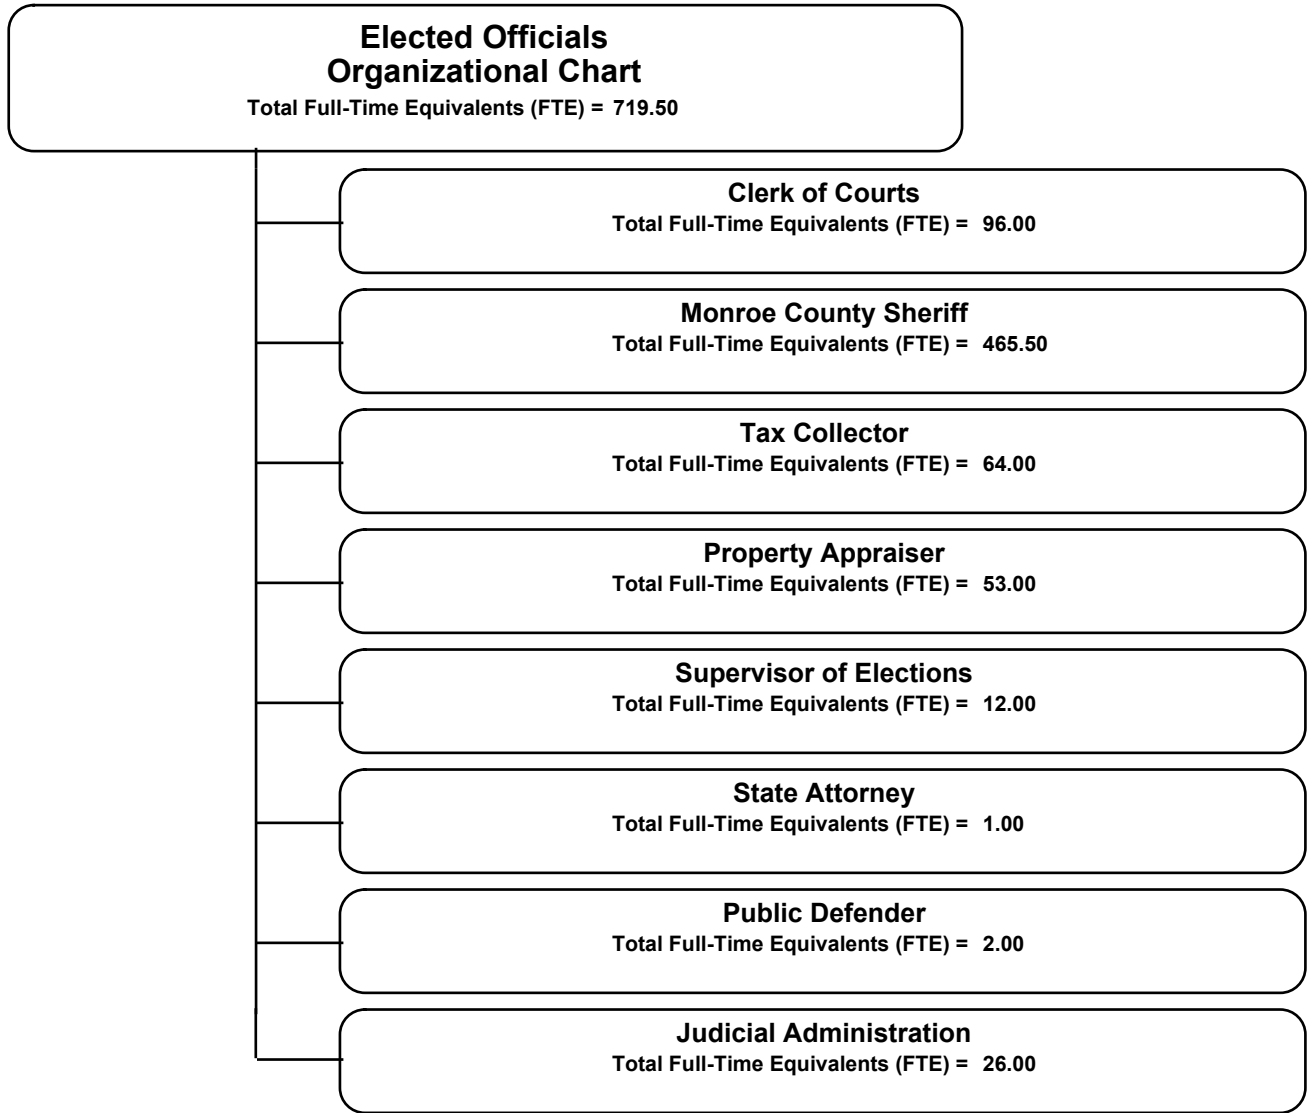 Elected Officials
Organizational Chart
Total Full-Time Equivalents (FTE) = 719.50
Clerk of Courts
Total Full-Time Equivalents (FTE) = 96.00
Monroe County Sheriff
Total Full-Time Equivalents (FTE) = 465.50
Tax Collector
Total Full-Time Equivalents (FTE) = 64.00
Property Appraiser
Total Full-Time Equivalents (FTE) = 53.00
Supervisor of Elections
Total Full-Time Equivalents (FTE) = 12.00
State Attorney
Total Full-Time Equivalents (FTE) = 1.00
Public Defender
Total Full-Time Equivalents (FTE) = 2.00
Judicial Administration
Total Full-Time Equivalents (FTE) = 26.00